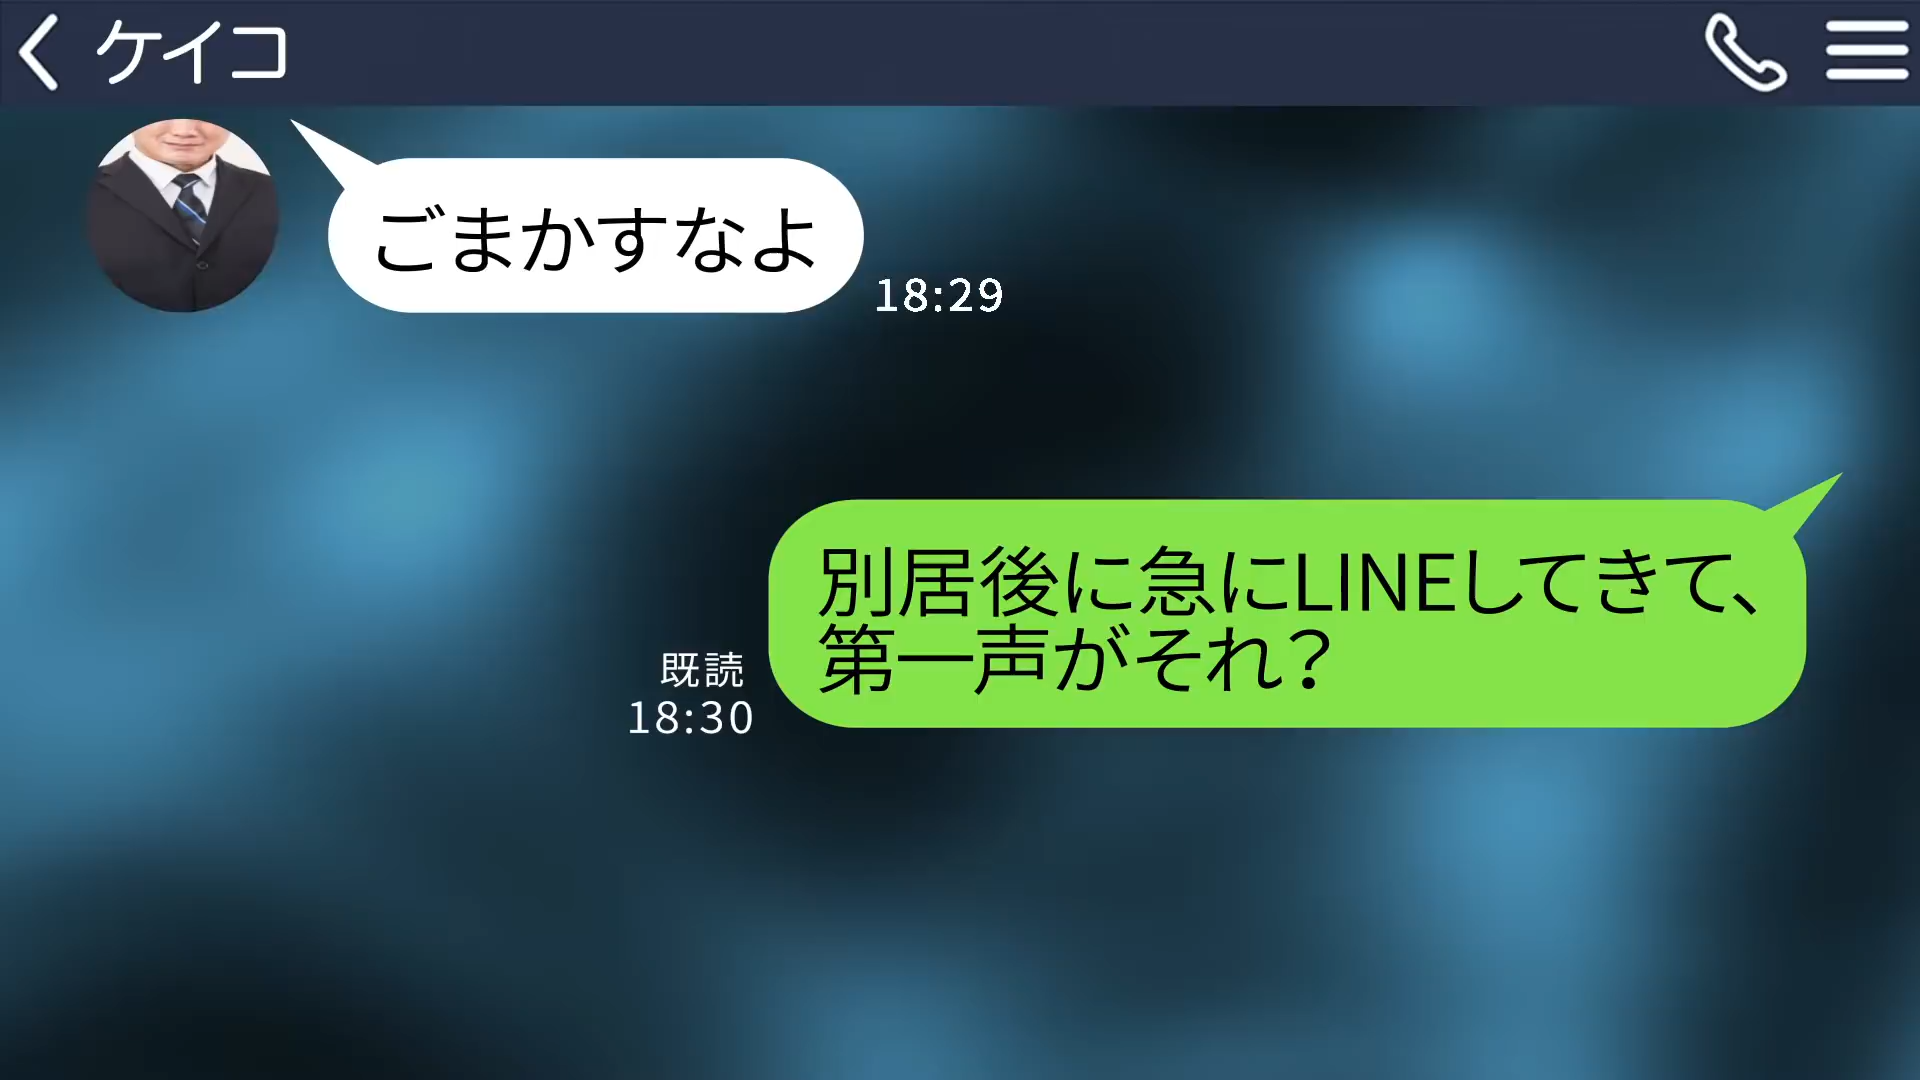 ケイコ
ごまかすなよ
18:29
別居後に急にLINEしてきて、
第一声がそれ？
既読
18:30